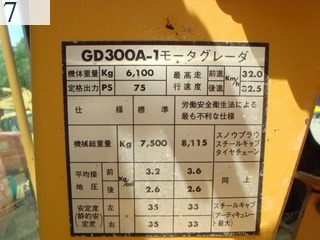 7
GD300A-1モータグレーダ
機体重量 Kg 6,100 最高走行速度 前進 Km/h 32.0
定格出力 PS 75 後進 32.5
仕様 標準 労働安全衛生法による最も不利な仕様
機械総重量 Kg 7,500 8,115 スノウプラウ スチールキャブ タイヤチェーン
平均接地圧 前 Kg/cm² 3.2 3.6 同上
後 2.6 2.6
安定度(静的安定度) 左 度 35 33 スチールキャブ(アーティキュレート最大)
右 35 33